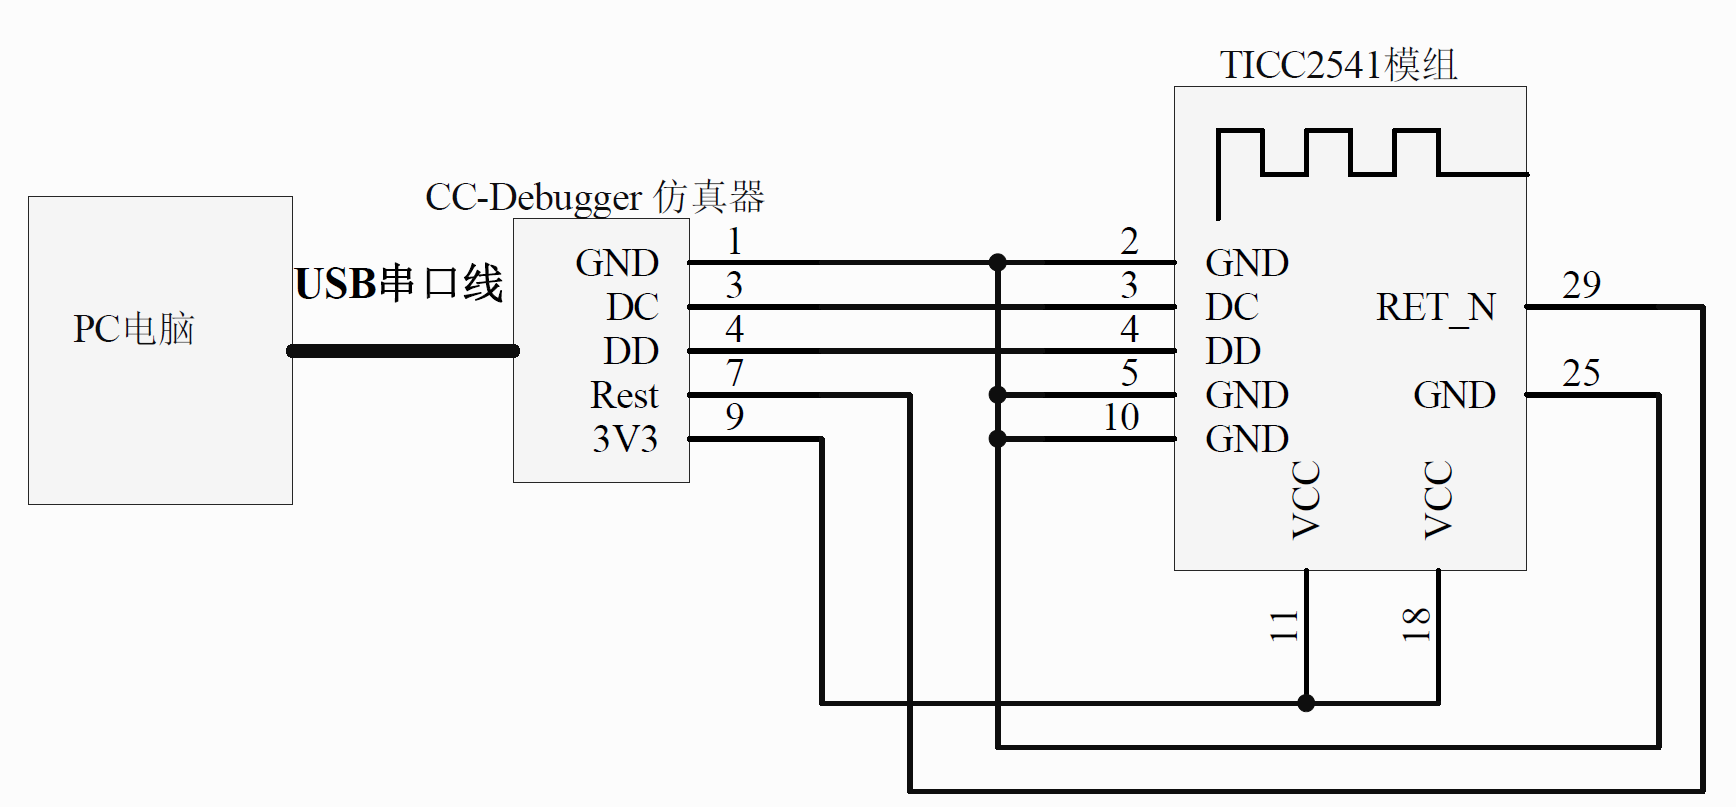 TICC2541模组
CC-Debugger 仿真器
PC电脑
USB串口线
GND 1
DC 3
DD 4
Rest 7
3V3 9
2 GND
3 DC
4 DD
5 GND
10 GND
RET_N 29
GND 25
VCC 11
VCC 18